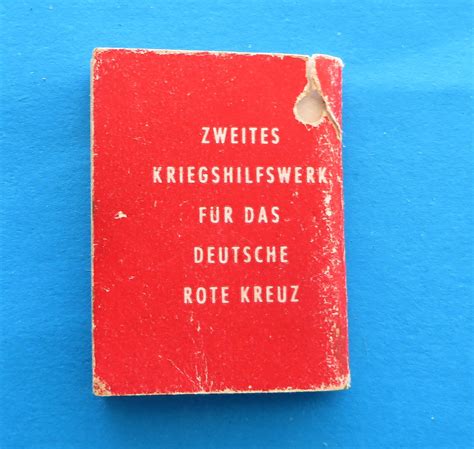 ZWEITES
KRIEGSHILFSWERK
FÜR DAS
DEUTSCHE
ROTE KREUZ